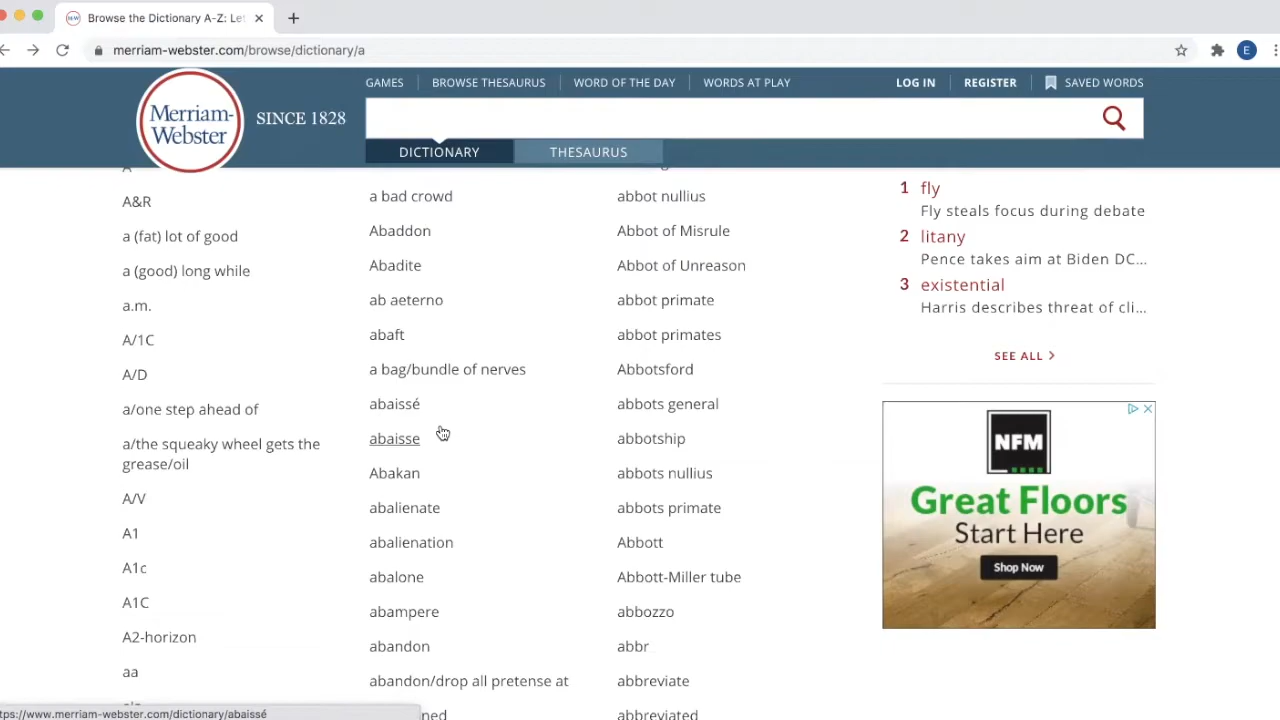 Browse the Dictionary A-Z: Let
merriam-webster.com/browse/dictionary/a
E
GAMES
BROWSE THESAURUS
WORD OF THE DAY
WORDS AT PLAY
LOG IN
REGISTER
SAVED WORDS
Merriam-
Webster
SINCE 1828
DICTIONARY
THESAURUS
A&R
a (fat) lot of good
a (good) long while
a.m.
A/1C
A/D
a/one step ahead of
a/the squeaky wheel gets the
grease/oil
A/V
A1
A1c
A1C
A2-horizon
aa
a bad crowd
Abaddon
Abadite
ab aeterno
abaft
a bag/bundle of nerves
abaissé
abaisse
Abakan
abalienate
abalienation
abalone
abampere
abandon
abandon/drop all pretense at
ned
abbot nullius
Abbot of Misrule
Abbot of Unreason
abbot primate
abbot primates
Abbotsford
abbots general
abbotship
abbots nullius
abbots primate
Abbott
Abbott-Miller tube
abbozzo
abbr
abbreviate
abbreviated
1 fly
Fly steals focus during debate
2 litany
Pence takes aim at Biden DC...
3 existential
Harris describes threat of cli...
SEE ALL >
NFM
Great Floors
Start Here
Shop Now
tps://www.merriam-webster.com/dictionary/abaissé